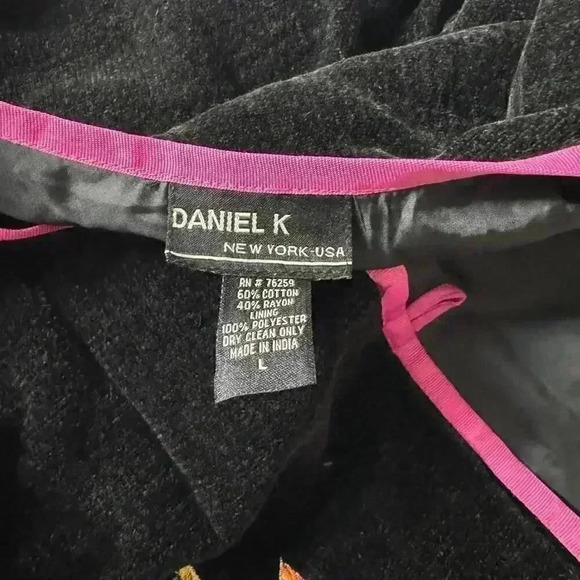 DANIEL K
NEW YORK-USA
RN # 76259
60% COTTON
40% RAYON
LINING
100% POLYESTER
DRY CLEAN ONLY
MADE IN INDIA
L